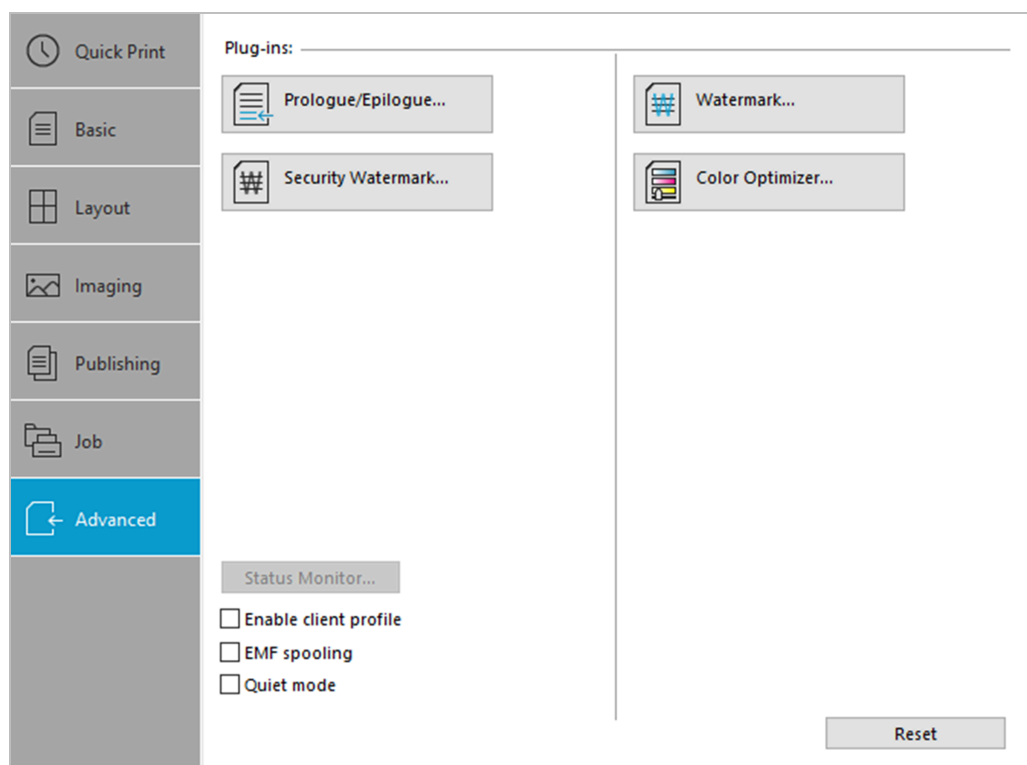 Quick Print
Basic
Layout
Imaging
Publishing
Job
Advanced
Plug-ins:
Prologue/Epilogue...
Watermark...
Security Watermark...
Color Optimizer...
Status Monitor...
Enable client profile
EMF spooling
Quiet mode
Reset